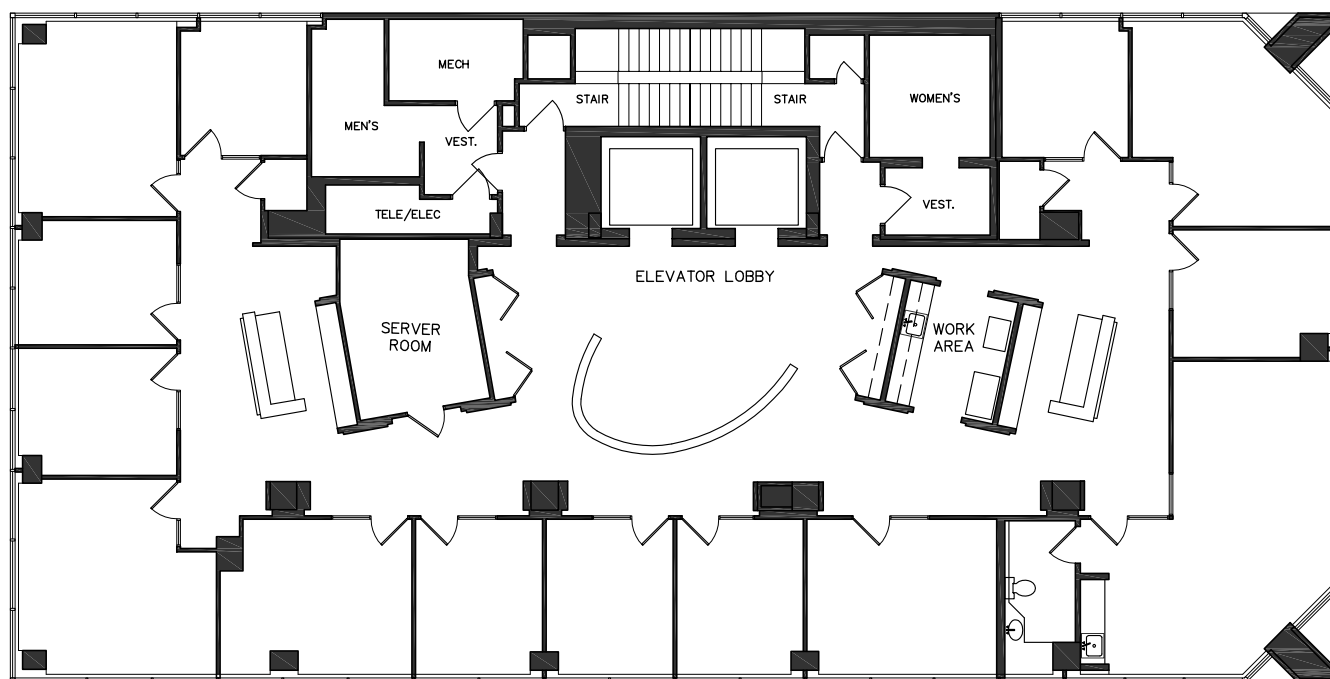 MECH
STAIR
STAIR
WOMEN'S
MEN'S
VEST.
VEST.
TELE/ELEC
ELEVATOR LOBBY
SERVER
ROOM
WORK
AREA